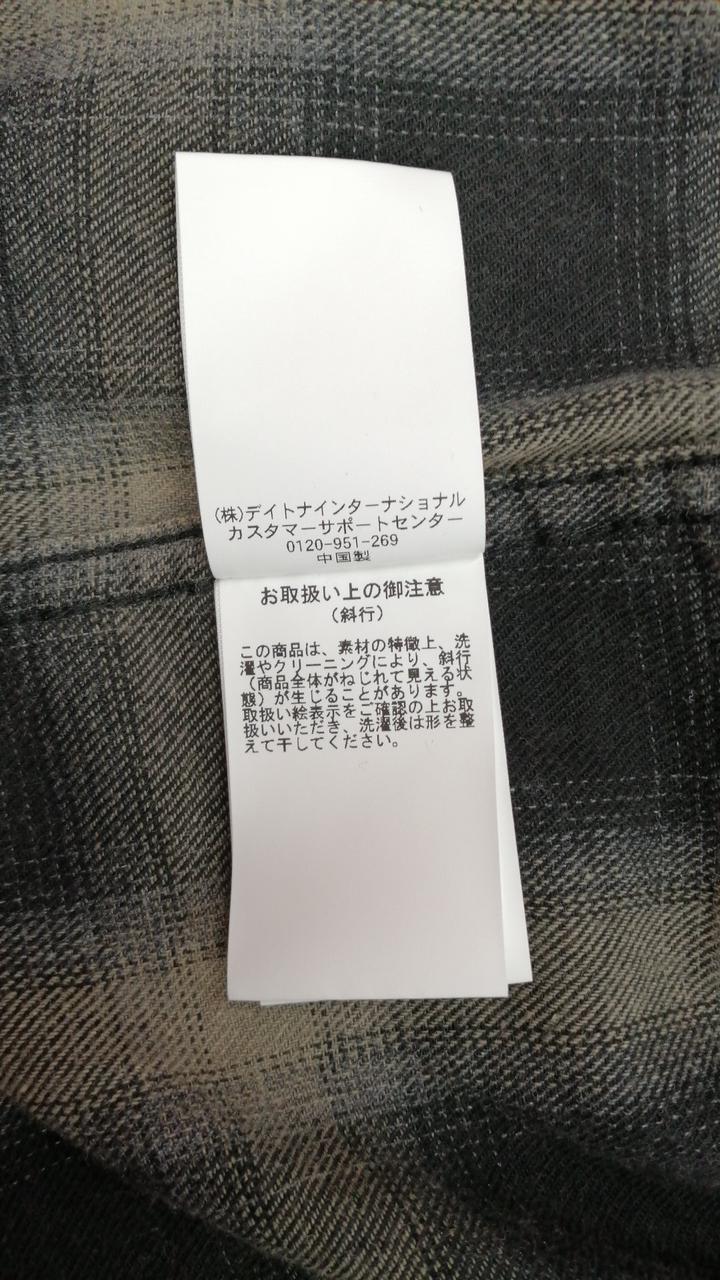 (株)デイトナインターナショナル
カスタマーサポートセンター
0120-951-269
中国製
お取扱い上の御注意
(斜行)
この商品は、素材の特徴上、洗
濯やクリーニングにより、斜行
(商品全体がねじれて見える状
態)が生じることがあります。
取扱い絵表示をご確認の上お取
扱いいただき、洗濯後は形を整
えて干してください。